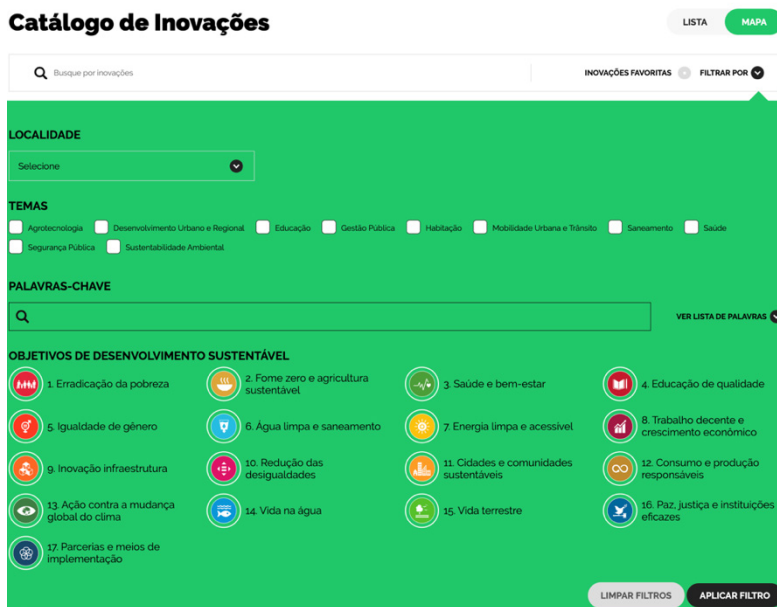 Catálogo de Inovações
LISTA MAPA
Busque por inovações
INOVAÇÕES FAVORITAS FILTRAR POR
LOCALIDADE
Selecione
TEMAS
Agrotecnologia Desenvolvimento Urbano e Regional Educação Gestão Pública Habitação Mobilidade Urbana e Trânsito Saneamento Saúde
Segurança Pública Sustentabilidade Ambiental
PALAVRAS-CHAVE
VER LISTA DE PALAVRAS
OBJETIVOS DE DESENVOLVIMENTO SUSTENTÁVEL
1. Erradicação da pobreza
2. Fome zero e agricultura
sustentável
3. Saúde e bem-estar
4. Educação de qualidade
5. Igualdade de gênero
6. Água limpa e saneamento
7. Energia limpa e acessivel
8. Trabalho decente e
crescimento econômico
9. Inovação infraestrutura
10. Redução das
desigualdades
11. Cidades e comunidades
sustentáveis
12. Consumo e produção
responsáveis
13. Ação contra a mudança
global do clima
14. Vida na água
15. Vida terrestre
16. Paz, justiça e instituições
eficazes
17. Parcerias e meios de
implementação
LIMPAR FILTROS APLICAR FILTRO